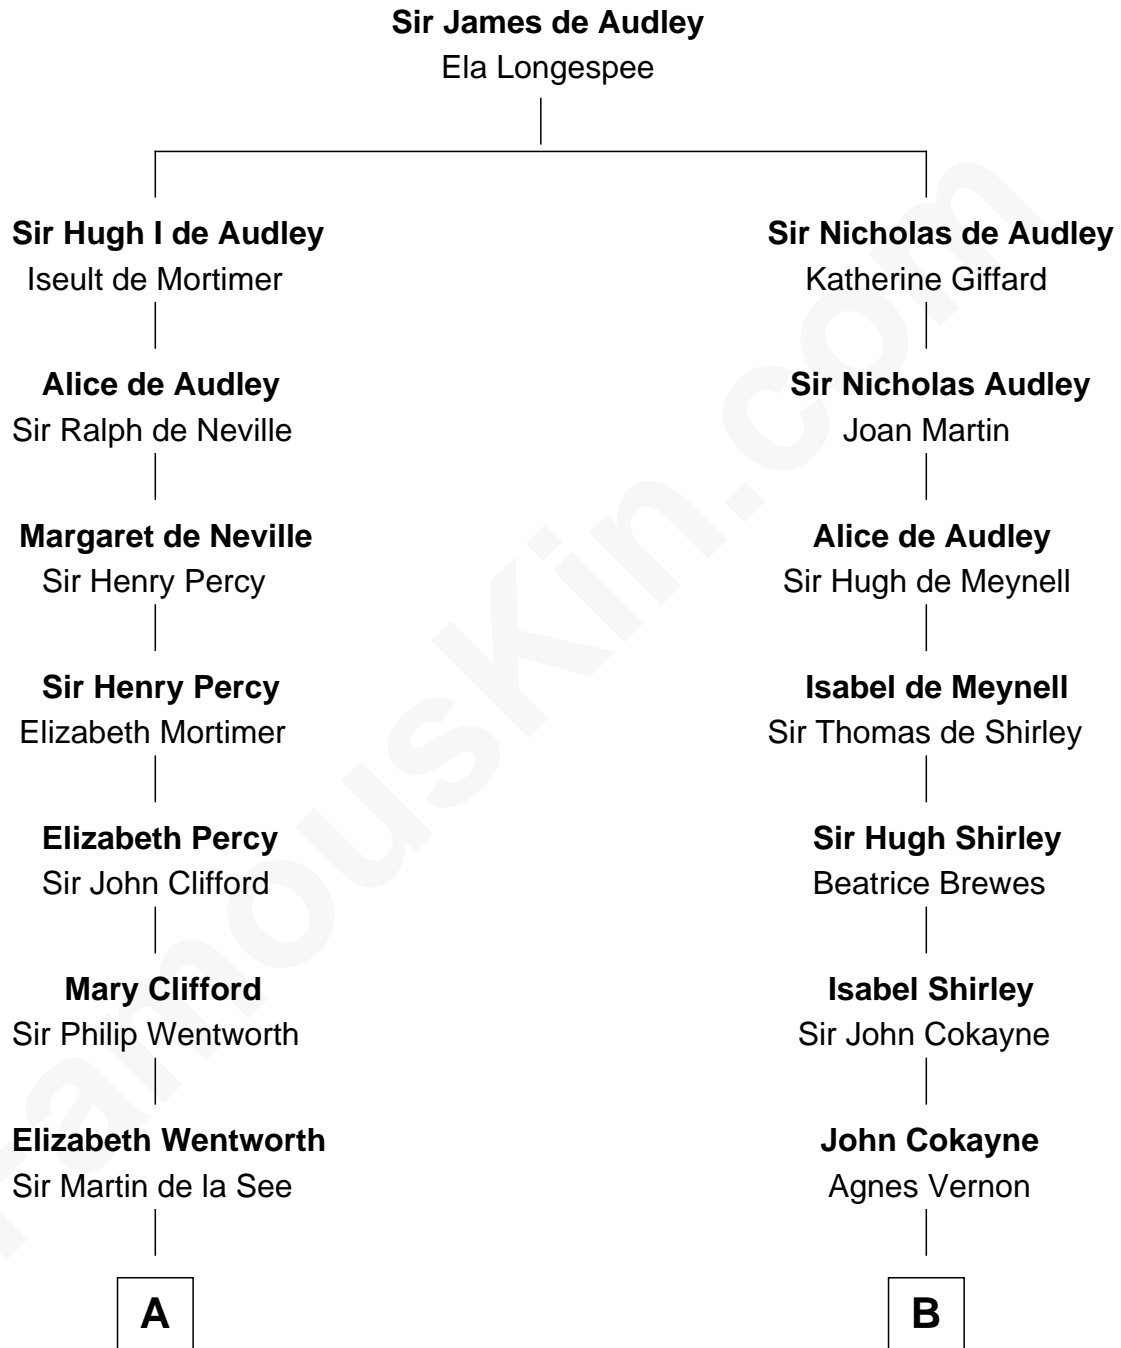 Sir James de Audley
Ela Longespee
Sir Hugh I de Audley
Iseult de Mortimer
Sir Nicholas de Audley
Katherine Giffard
Alice de Audley
Sir Ralph de Neville
Sir Nicholas Audley
Joan Martin
Margaret de Neville
Sir Henry Percy
Alice de Audley
Sir Hugh de Meynell
Sir Henry Percy
Elizabeth Mortimer
Isabel de Meynell
Sir Thomas de Shirley
Elizabeth Percy
Sir John Clifford
Sir Hugh Shirley
Beatrice Brewes
Mary Clifford
Sir Philip Wentworth
Isabel Shirley
Sir John Cokayne
Elizabeth Wentworth
Sir Martin de la See
John Cokayne
Agnes Vernon
A
B
FamousKin.com